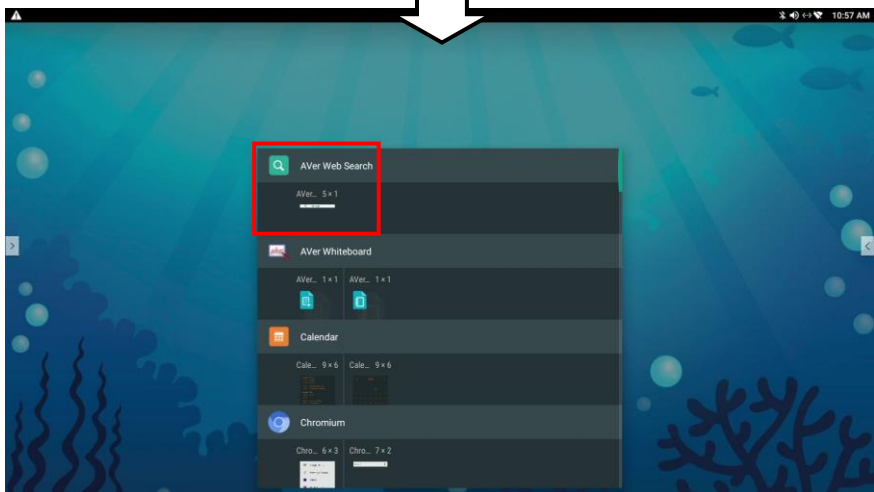 10:57 AM
AVer Web Search
AVer... 5×1
AVer Whiteboard
AVer... 1×1 AVer... 1×1
Calendar
Cale... 9×6 Cale... 9×6
Chromium
Chro... 6×3 Chro... 7×2